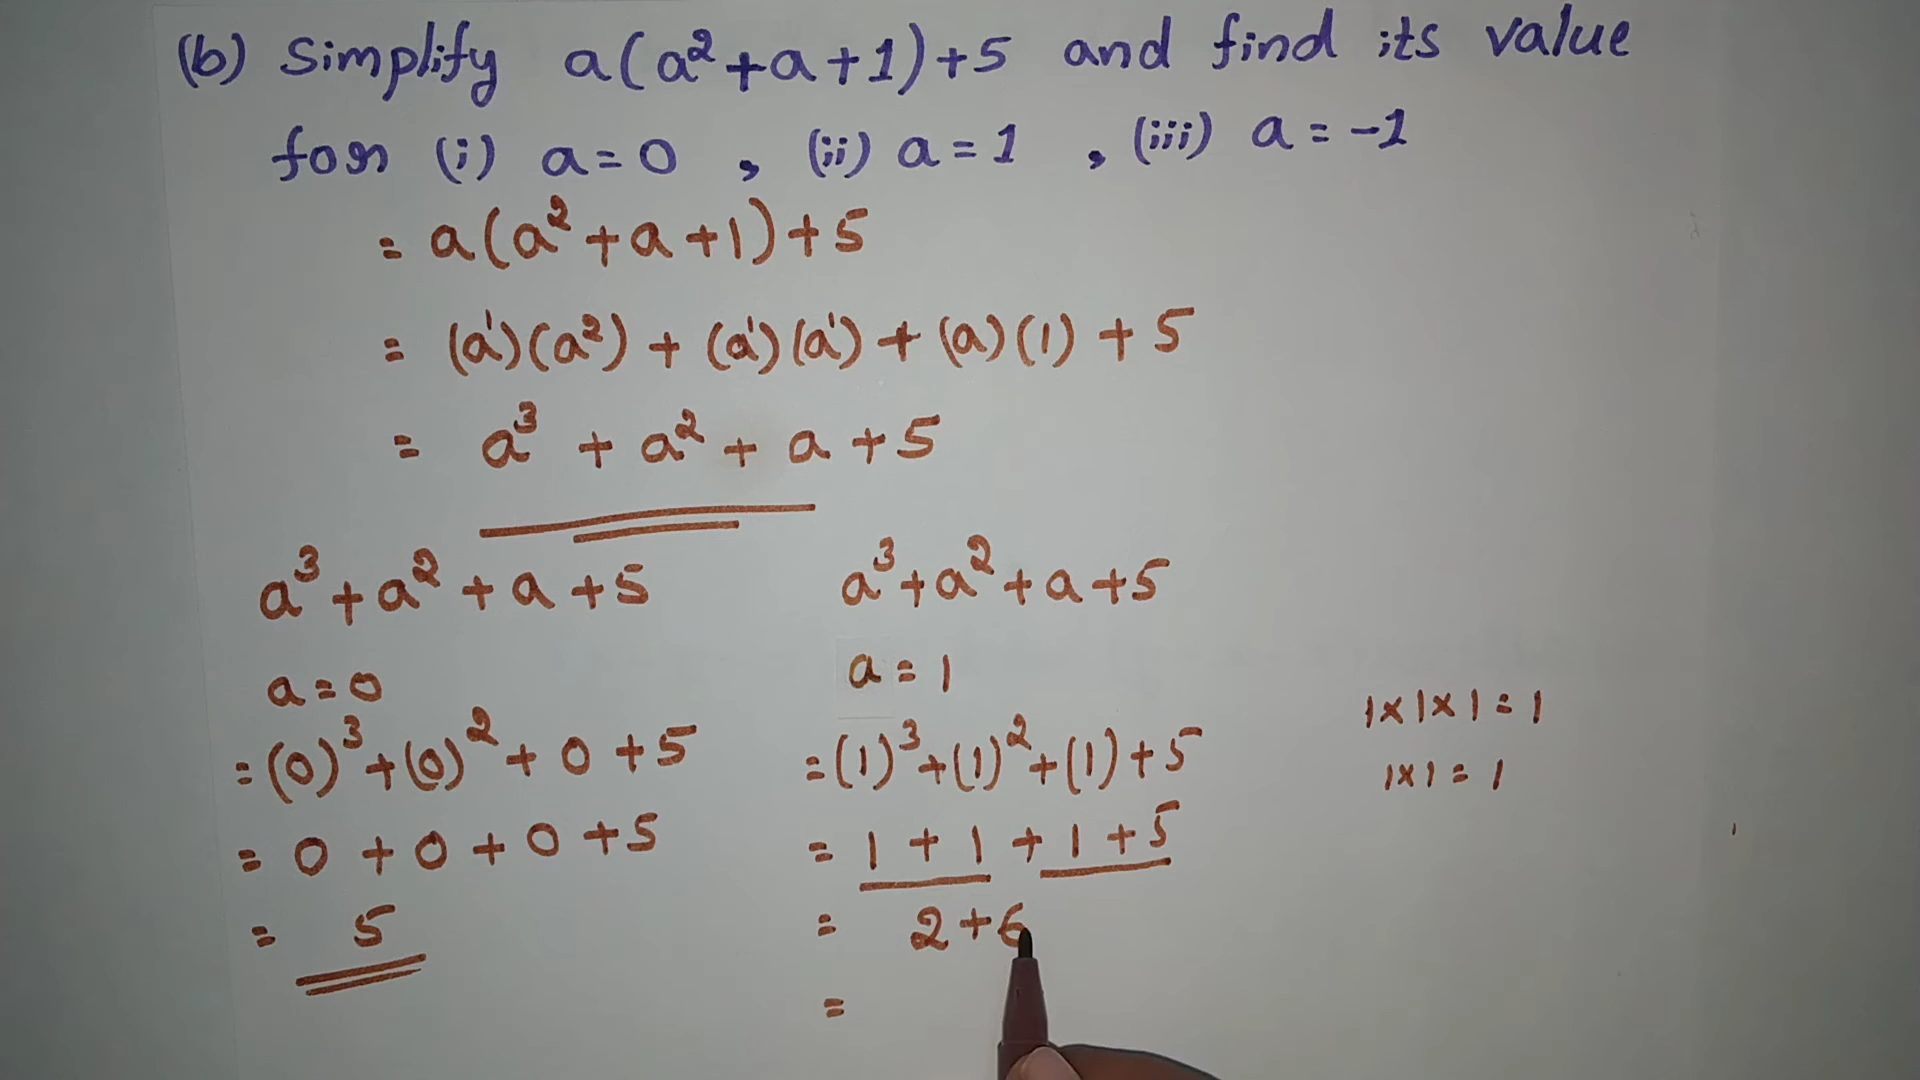 (b) Simplify a(a²+a+1)+5 and find its value
for (i) a=0 , (ii) a=1 , (iii) a=-1
= a(a²+a+1)+5
= (a¹)(a²) + (a¹)(a¹) + (a)(1) + 5
= a³ + a² + a + 5
a³+a²+a+5
a=0
=(0)³+(0)²+0+5
= 0+0+0+5
= 5
a³+a²+a+5
a=1
=(1)³+(1)²+(1)+5
= 1+1+1+5
= 2+6
=
1×1×1=1
1×1=1